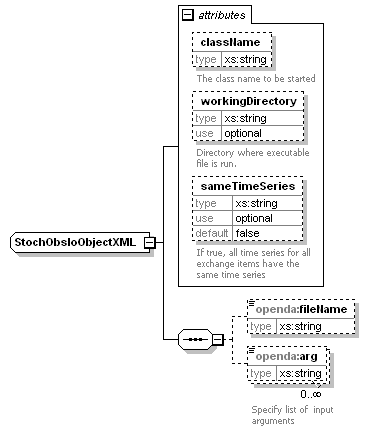 attributes
className
type xs:string
The class name to be started
workingDirectory
type xs:string
use optional
Directory where executable
file is run.
sameTimeSeries
type xs:string
use optional
default false
If true, all time series for all
exchange items have the
same time series
StochObsIoObjectXML
openda:fileName
type xs:string
openda:arg
type xs:string
0..∞
Specify list of input
arguments